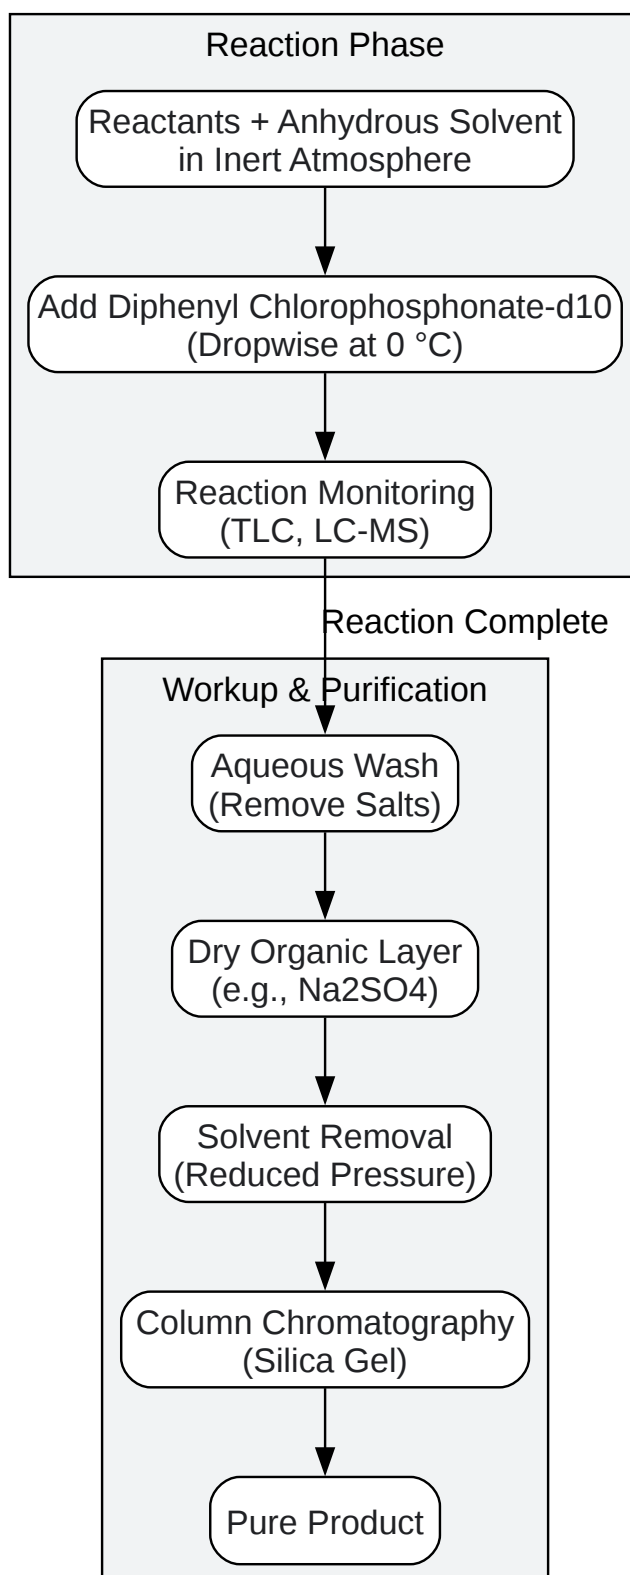 Reaction Phase
Reactants + Anhydrous Solvent
in Inert Atmosphere
Add Diphenyl Chlorophosphonate-d10
(Dropwise at 0 °C)
Reaction Monitoring
(TLC, LC-MS)
Reaction Complete
Workup & Purification
Aqueous Wash
(Remove Salts)
Dry Organic Layer
(e.g., Na2SO4)
Solvent Removal
(Reduced Pressure)
Column Chromatography
(Silica Gel)
Pure Product